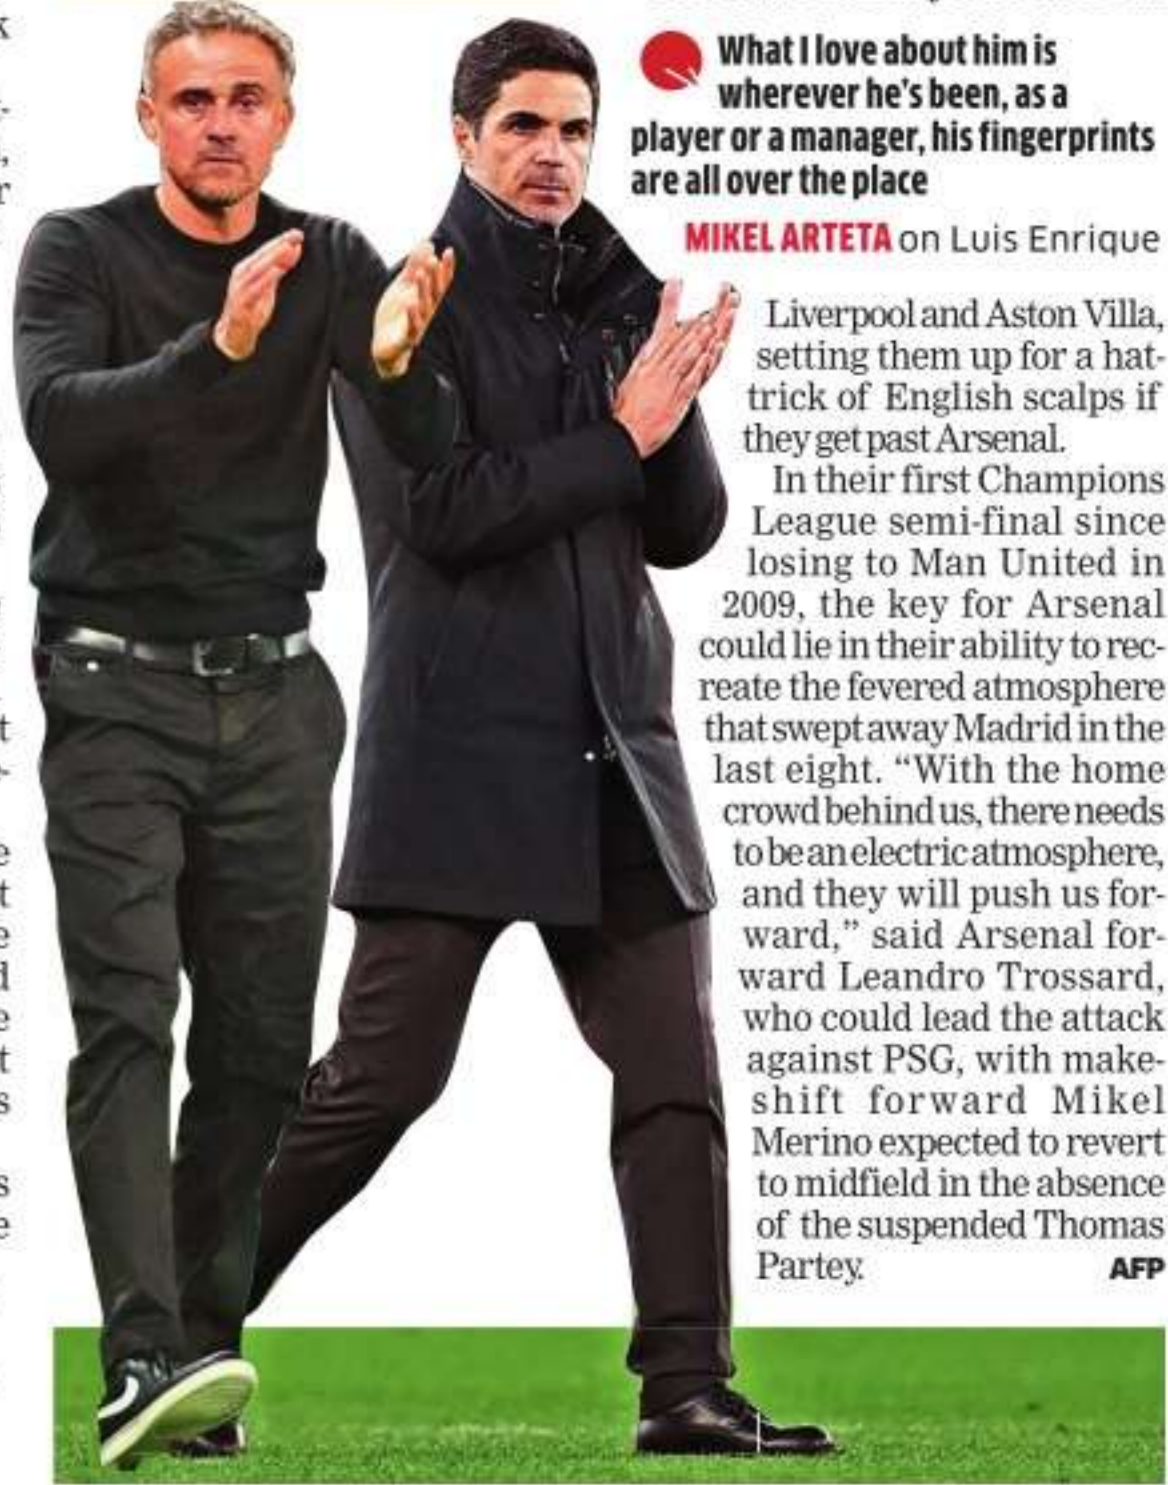 What I love about him is
wherever he's been, as a
player or a manager, his fingerprints
are all over the place
MIKEL ARTETA on Luis Enrique
Liverpool and Aston Villa,
setting them up for a hat-
trick of English scalps if
they get past Arsenal.
In their first Champions
League semi-final since
losing to Man United in
2009, the key for Arsenal
could lie in their ability to rec-
reate the fevered atmosphere
that swept away Madrid in the
last eight. “With the home
crowd behind us, there needs
to be an electric atmosphere,
and they will push us for-
ward,” said Arsenal for-
ward Leandro Trossard,
who could lead the attack
against PSG, with make-
shift forward Mikel
Merino expected to revert
to midfield in the absence
of the suspended Thomas
Partey. AFP